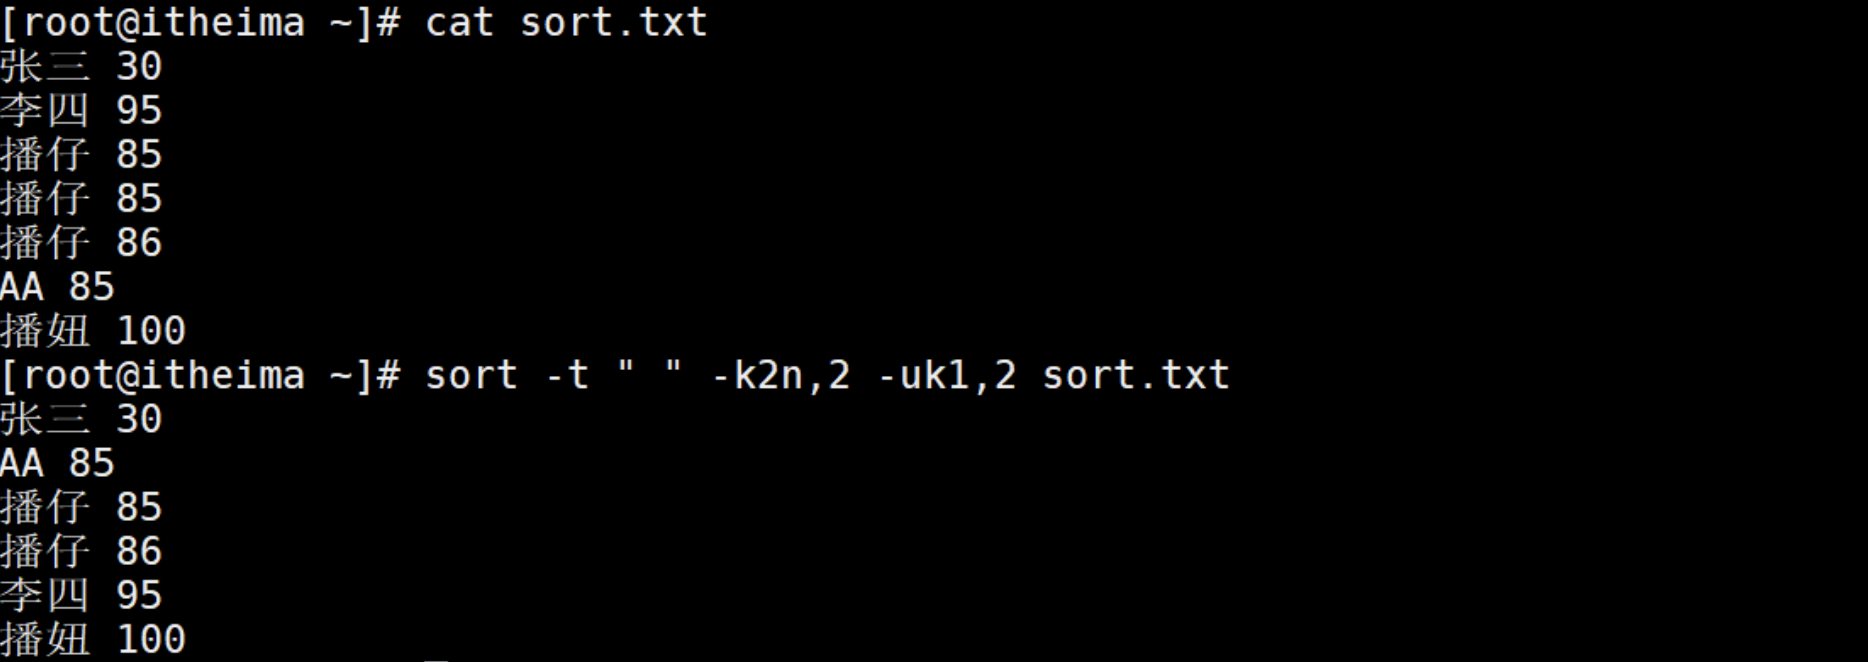 [root@itheima ~]# cat sort.txt
张三 30
李四 95
播仔 85
播仔 85
播仔 86
AA 85
播妞 100
[root@itheima ~]# sort -t " " -k2n,2 -uk1,2 sort.txt
张三 30
AA 85
播仔 85
播仔 86
李四 95
播妞 100